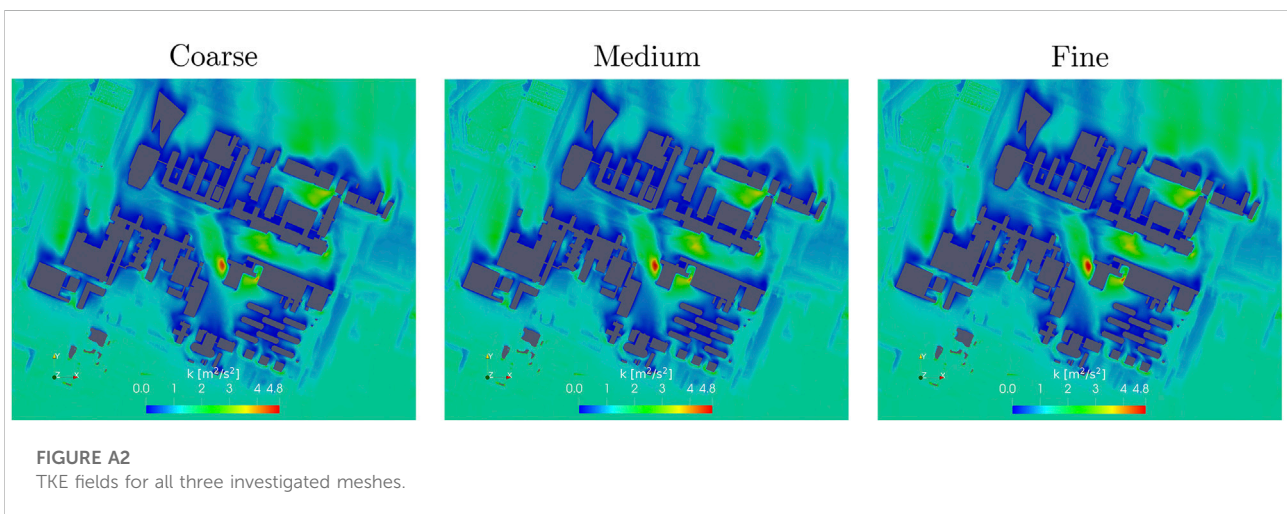 Coarse Medium Fine
Y
Z X
k [m²/s²]
0.0 1 2 3 4 4.8
Y
Z X
k [m²/s²]
0.0 1 2 3 4 4.8
Y
Z X
k [m²/s²]
0.0 1 2 3 4 4.8
FIGURE A2
TKE fields for all three investigated meshes.